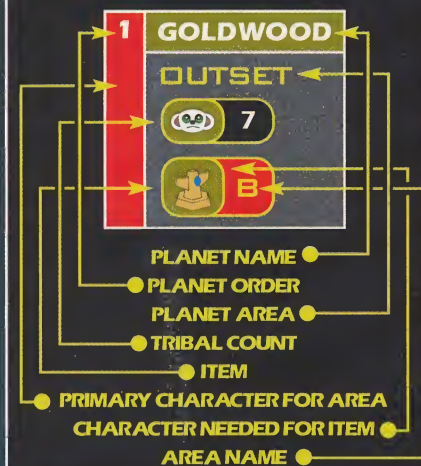 1 GOLDWOOD
OUTSET
7
B
PLANET NAME
PLANET ORDER
PLANET AREA
TRIBAL COUNT
ITEM
PRIMARY CHARACTER FOR AREA
CHARACTER NEEDED FOR ITEM
AREA NAME